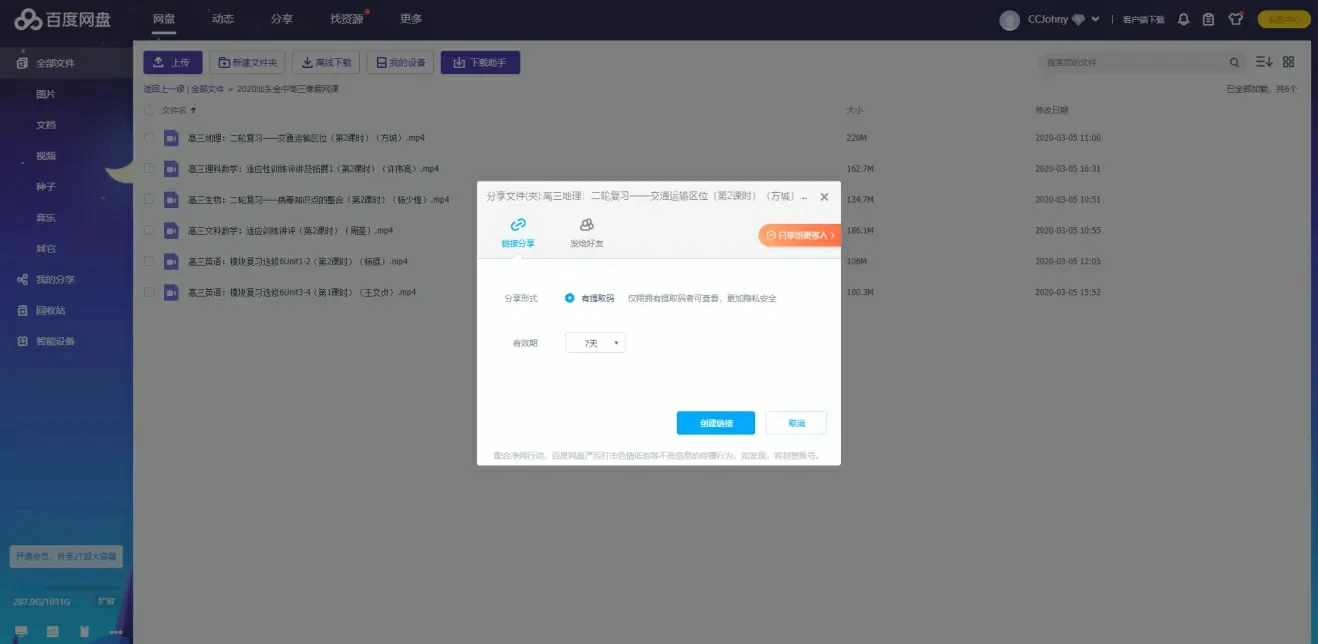 百度网盘 网盘 动态 分享 找资源 更多 CCJohny 客户端下载 会员中心
全部文件
图片
文档
视频
种子
音乐
其它
我的分享
回收站
智能设备
开通会员，升至2T超大容量
287.9G/1031G 扩容
上传 新建文件夹 离线下载 我的设备 下载助手 搜索您的文件
返回上一级 | 全部文件 > 2020汕头金中高三寒假网课 已全部加载，共6个
文件名 大小 修改日期
高三地理：二轮复习——交通运输区位（第2课时）（方城）.mp4 220M 2020-03-05 11:00
高三理科数学：适应性训练评讲及拓展1（第2课时）（许伟亮）.mp4 162.7M 2020-03-05 16:31
高三生物：二轮复习——病毒知识点的整合（第2课时）（杨少煌）.mp4 134.7M 2020-03-05 10:51
高三文科数学：适应训练讲评（第2课时）（周荃）.mp4 186.1M 2020-03-05 10:55
高三英语：模块复习选修6Unit1-2（第2课时）（杨霞）.mp4 106M 2020-03-05 12:05
高三英语：模块复习选修6Unit3-4（第1课时）（王文贞）.mp4 100.3M 2020-03-05 15:52
分享文件(夹):高三地理：二轮复习——交通运输区位（第2课时）（方城）...
链接分享 发给好友 只零钱更多人 >
分享形式 有提取码 仅限拥有提取码者可查看，更加隐私安全
有效期 7天
创建链接 取消
配合净网行动，百度网盘严厉打击色情低俗等不良信息的传播行为，如发现，将封禁账号。